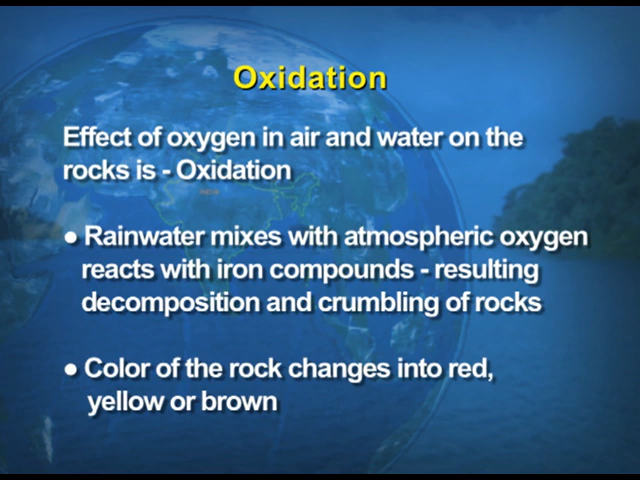 Oxidation
Effect of oxygen in air and water on the
rocks is - Oxidation
● Rainwater mixes with atmospheric oxygen
reacts with iron compounds - resulting
decomposition and crumbling of rocks
● Color of the rock changes into red,
yellow or brown